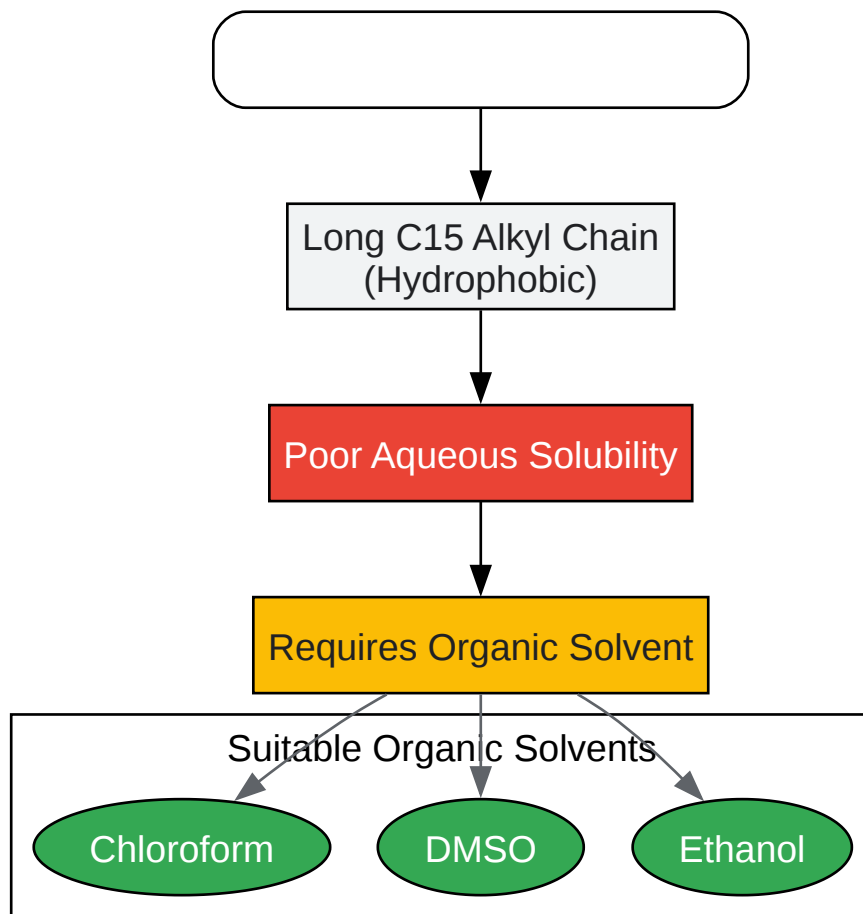 Long C15 Alkyl Chain
(Hydrophobic)
Poor Aqueous Solubility
Requires Organic Solvent
Suitable Organic Solvents
Chloroform
DMSO
Ethanol